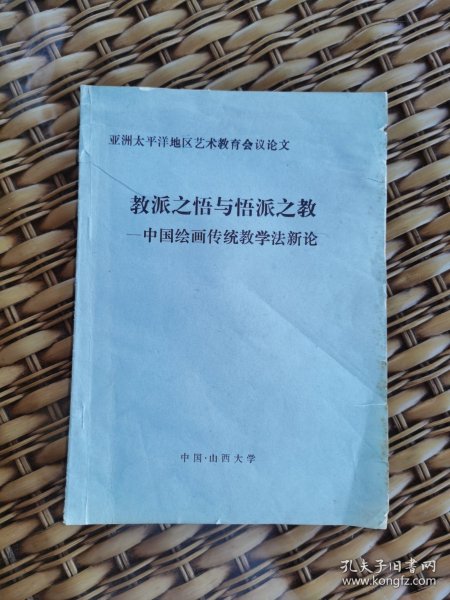 亚洲太平洋地区艺术教育会议论文
教派之悟与悟派之教
—中国绘画传统教学法新论
中国·山西大学
孔夫子旧书网
www.kongfz.com